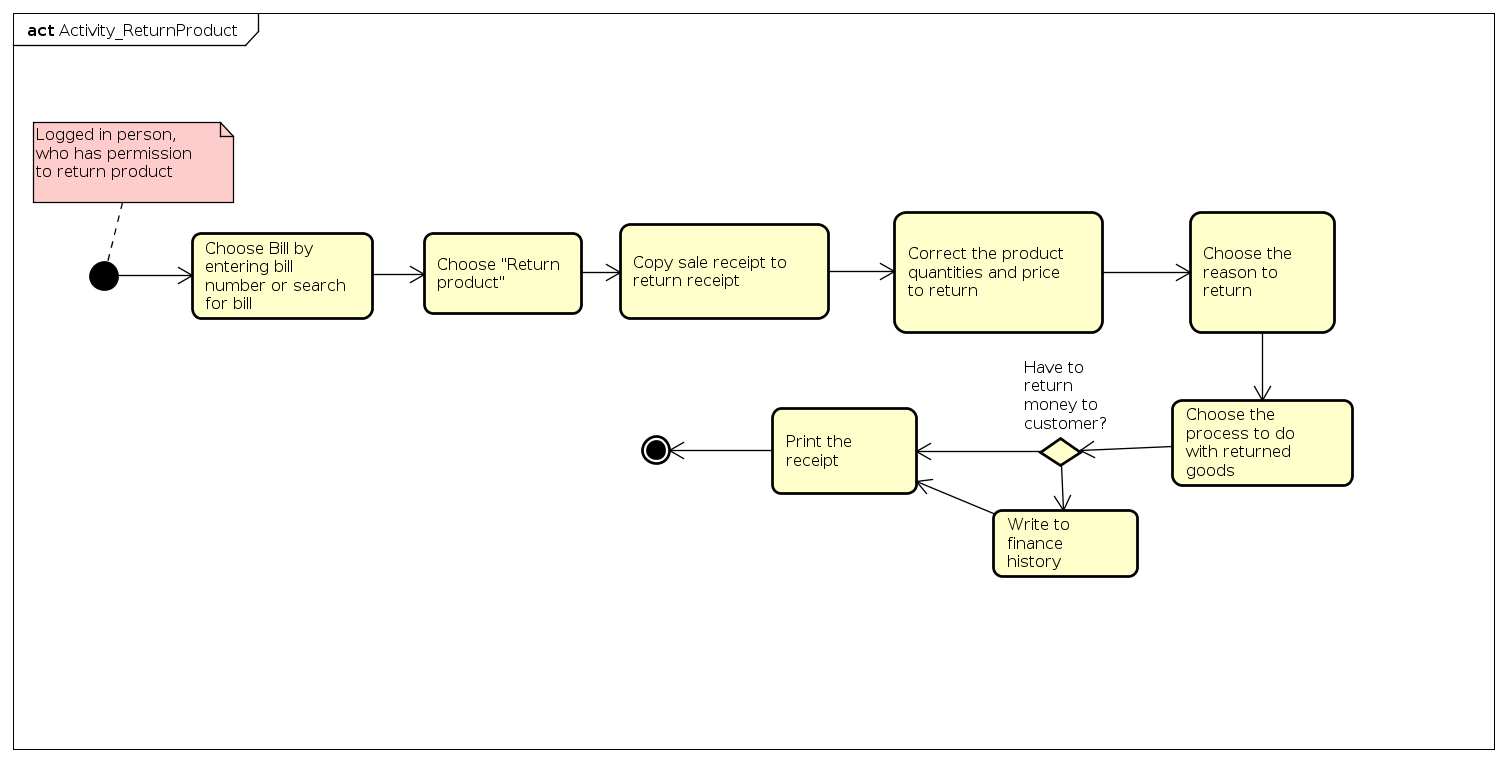 act Activity_ReturnProduct
Logged in person,
who has permission
to return product
Choose Bill by
entering bill
number or search
for bill
Choose "Return
product"
Copy sale receipt to
return receipt
Correct the product
quantities and price
to return
Choose the
reason to
return
Choose the
process to do
with returned
goods
Have to
return
money to
customer?
Write to
finance
history
Print the
receipt